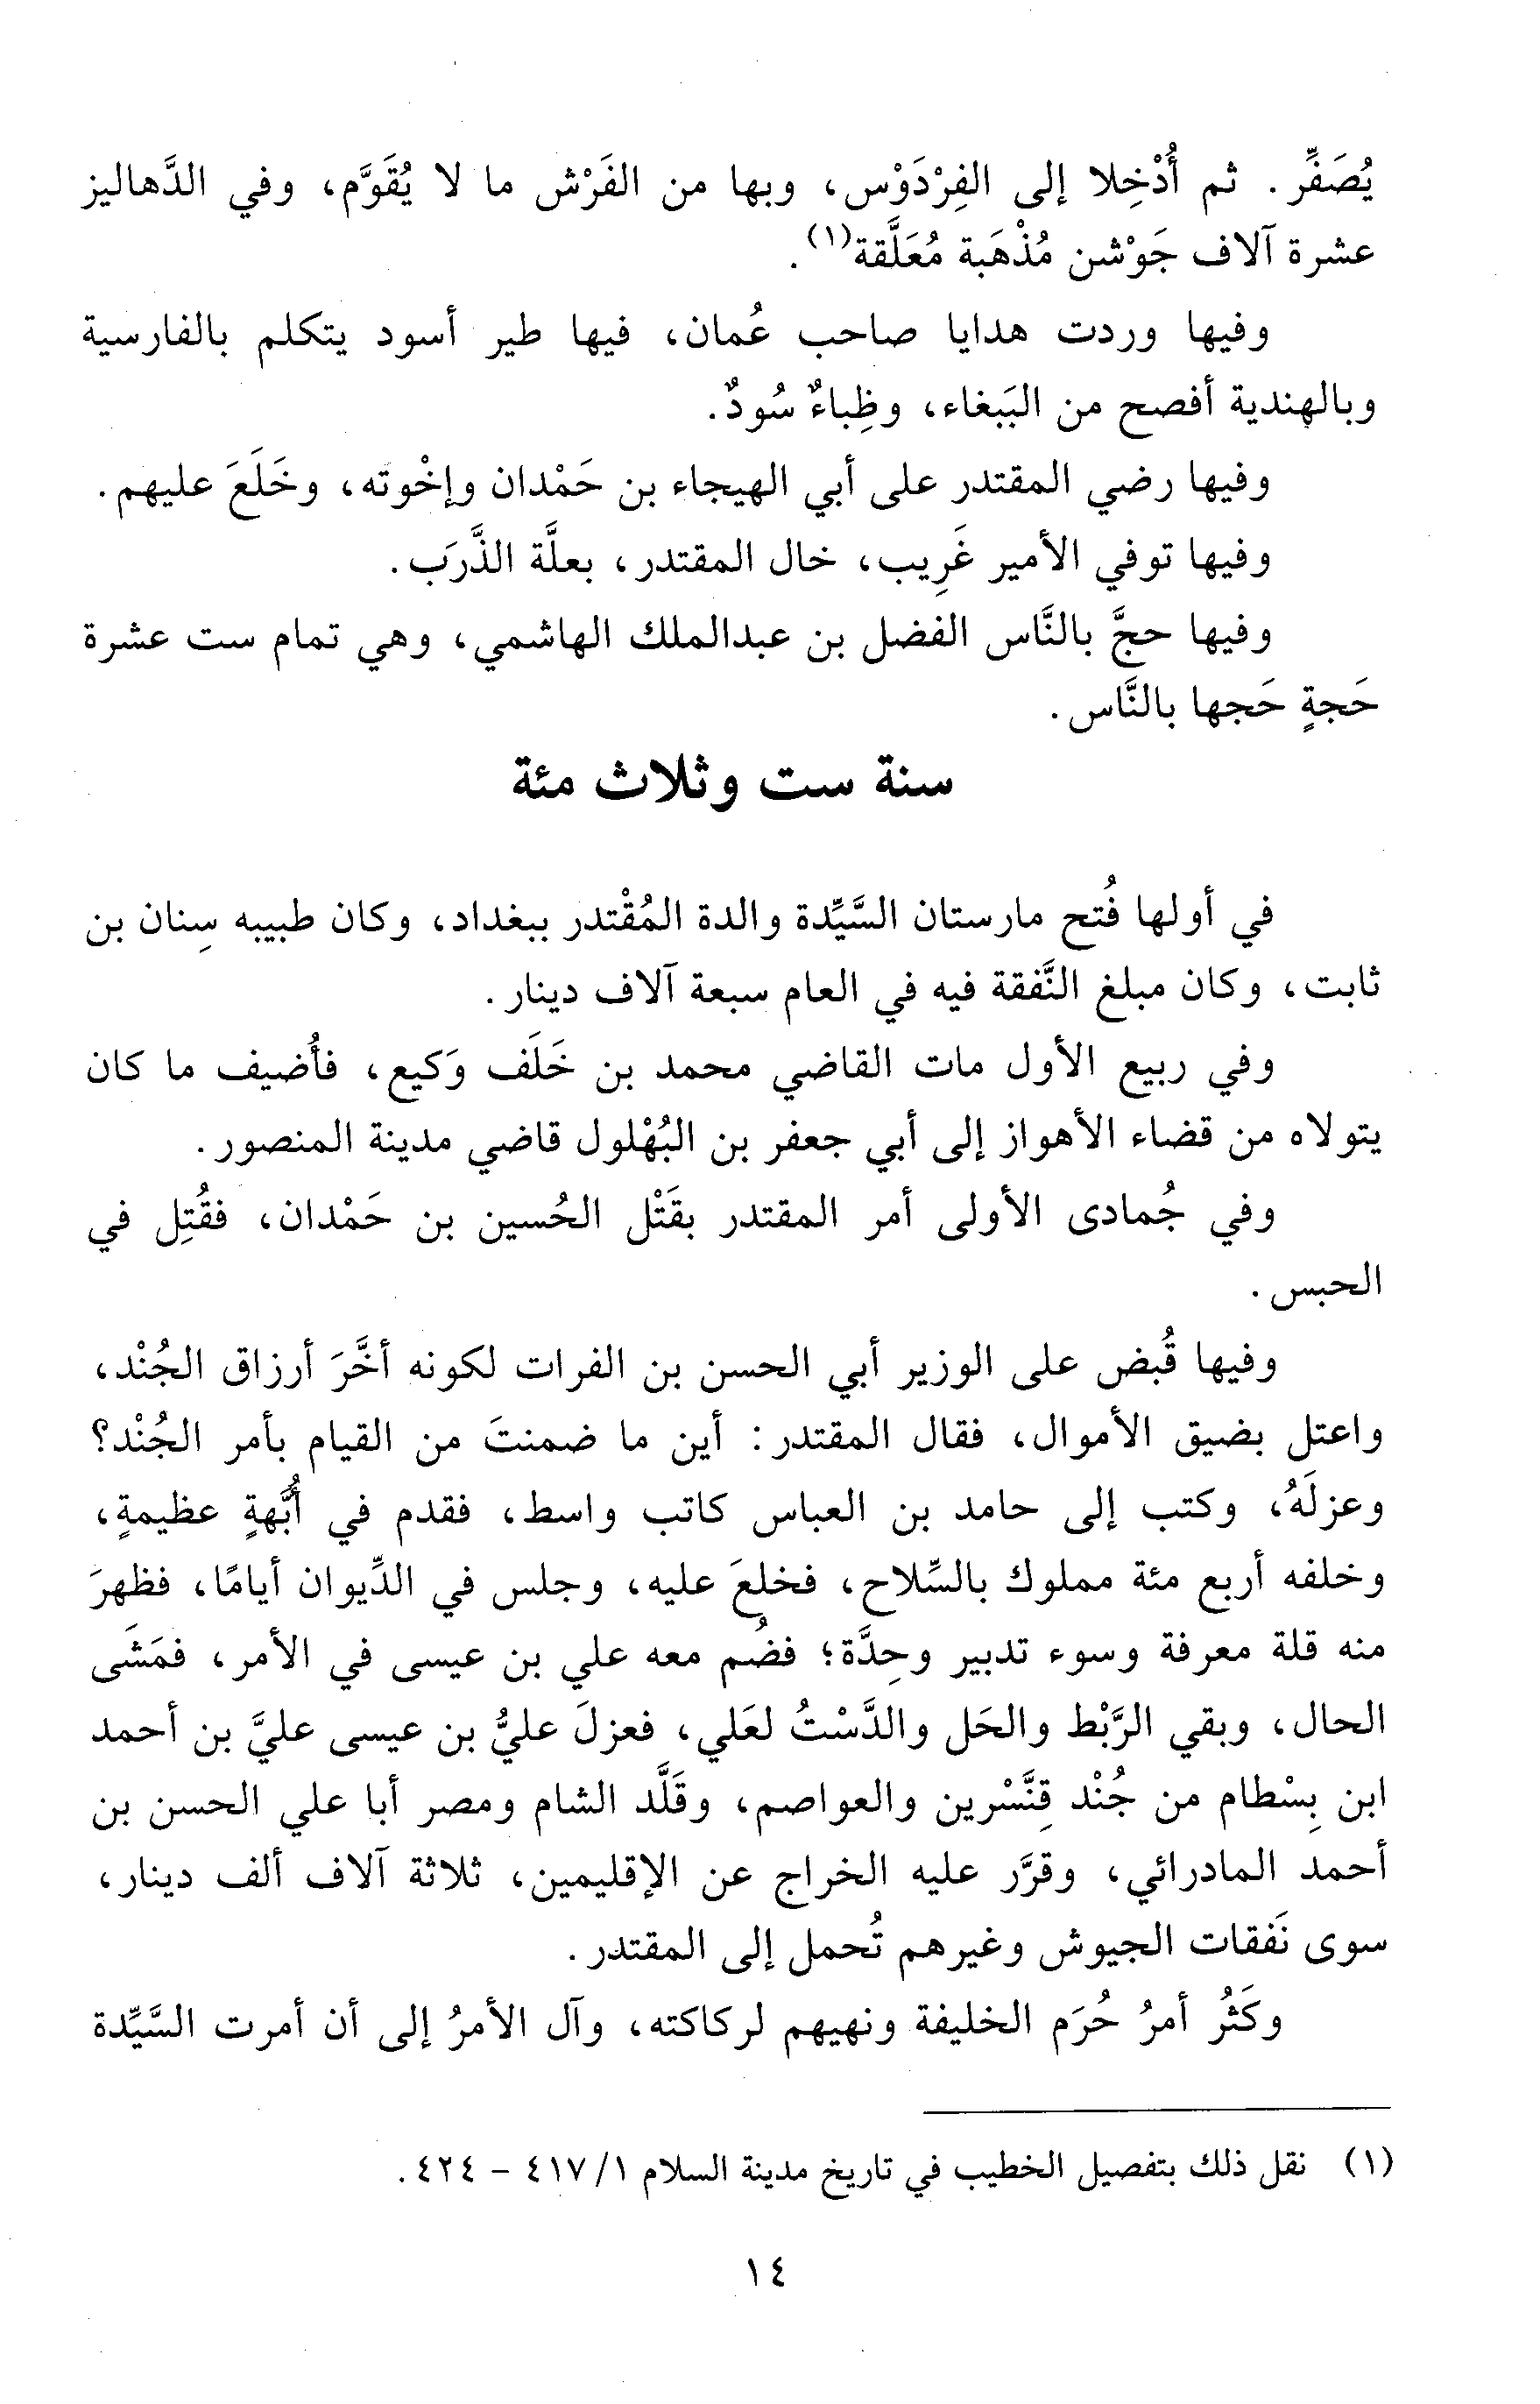 يُصَفِّر. ثم أُدْخِلا إلى الفِرْدَوْس، وبها من الفَرْش ما لا يُقَوَّم، وفي الدَّهاليز
عشرة آلاف جَوْشن مُذْهَبة مُعَلَّقة(١).
وفيها وردت هدايا صاحب عُمان، فيها طير أسود يتكلم بالفارسية
وبالهندية أفصح من البَبغاء، وظِباءٌ سُودٌ.
وفيها رضي المقتدر على أبي الهيجاء بن حَمْدان وإخْوته، وخَلَعَ عليهم.
وفيها توفي الأمير غَرِيب، خال المقتدر، بعلَّة الذَّرَب.
وفيها حجَّ بالنَّاس الفضل بن عبدالملك الهاشمي، وهي تمام ست عشرة
حَجةٍ حَجها بالنَّاس.
سنة ست وثلاث مئة
في أولها فُتح مارستان السَّيِّدة والدة المُقْتدر ببغداد، وكان طبيبه سِنان بن
ثابت، وكان مبلغ النَّفقة فيه في العام سبعة آلاف دينار.
وفي ربيع الأول مات القاضي محمد بن خَلَف وَكيع، فأُضيف ما كان
يتولاه من قضاء الأهواز إلى أبي جعفر بن البُهْلول قاضي مدينة المنصور.
وفي جُمادى الأولى أمر المقتدر بقَتْل الحُسين بن حَمْدان، فقُتِل في
الحبس.
وفيها قُبض على الوزير أبي الحسن بن الفرات لكونه أخَّرَ أرزاق الجُنْد،
واعتل بضيق الأموال، فقال المقتدر: أين ما ضمنتَ من القيام بأمر الجُنْد؟
وعزلَهُ، وكتب إلى حامد بن العباس كاتب واسط، فقدم في أُبَّهةٍ عظيمةٍ،
وخلفه أربع مئة مملوك بالسِّلاح، فخلعَ عليه، وجلس في الدِّيوان أيامًا، فظهرَ
منه قلة معرفة وسوء تدبير وحِدَّة؛ فضُم معه علي بن عيسى في الأمر، فمَشَى
الحال، وبقي الرَّبْط والحَل والدَّسْتُ لعَلي، فعزلَ عليُّ بن عيسى عليَّ بن أحمد
ابن بِسْطام من جُنْد قِنَّسْرين والعواصم، وقَلَّد الشام ومصر أبا علي الحسن بن
أحمد المادرائي، وقرَّر عليه الخراج عن الإقليمين، ثلاثة آلاف ألف دينار،
سوى نَفقات الجيوش وغيرهم تُحمل إلى المقتدر.
وكَثُر أمرُ حُرَم الخليفة ونهيهم لركاكته، وآل الأمرُ إلى أن أمرت السَّيِّدة
(١) نقل ذلك بتفصيل الخطيب في تاريخ مدينة السلام ١/ ٤١٧ - ٤٢٤.
١٤